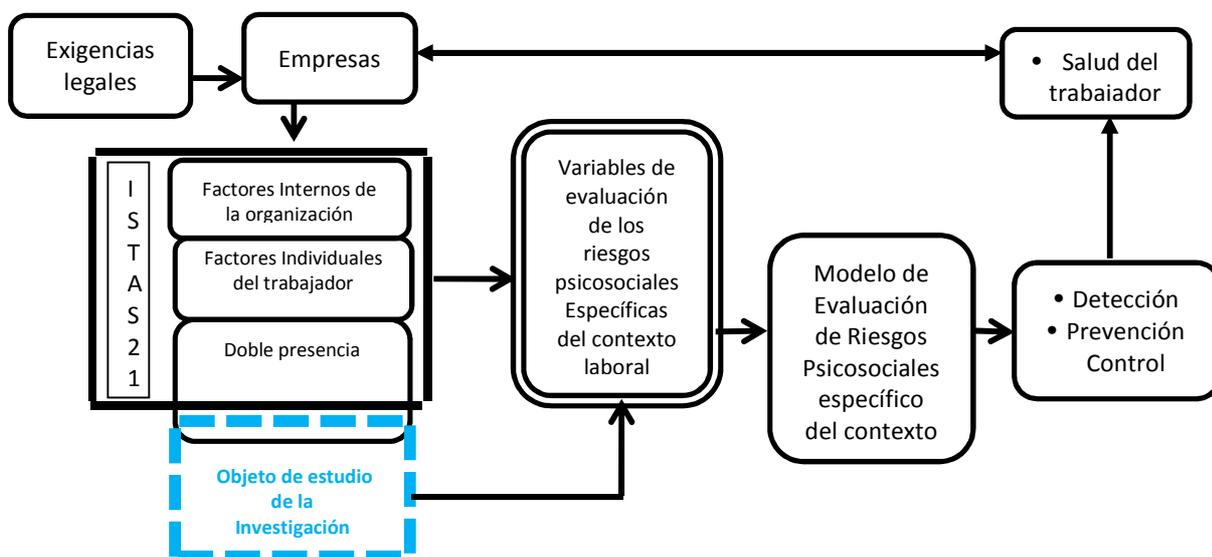 Exigencias
legales
Empresas
• Salud del
trabaiador
I
S
T
A
S
2
1
Factores Internos de
la organización
Factores Individuales
del trabajador
Doble presencia
Objeto de estudio
de la
Investigación
Variables de
evaluación
de los
riesgos
psicosociales
Específicas
del contexto
laboral
Modelo de
Evaluación
de Riesgos
Psicosociales
específico
del contexto
• Detección
• Prevención
Control